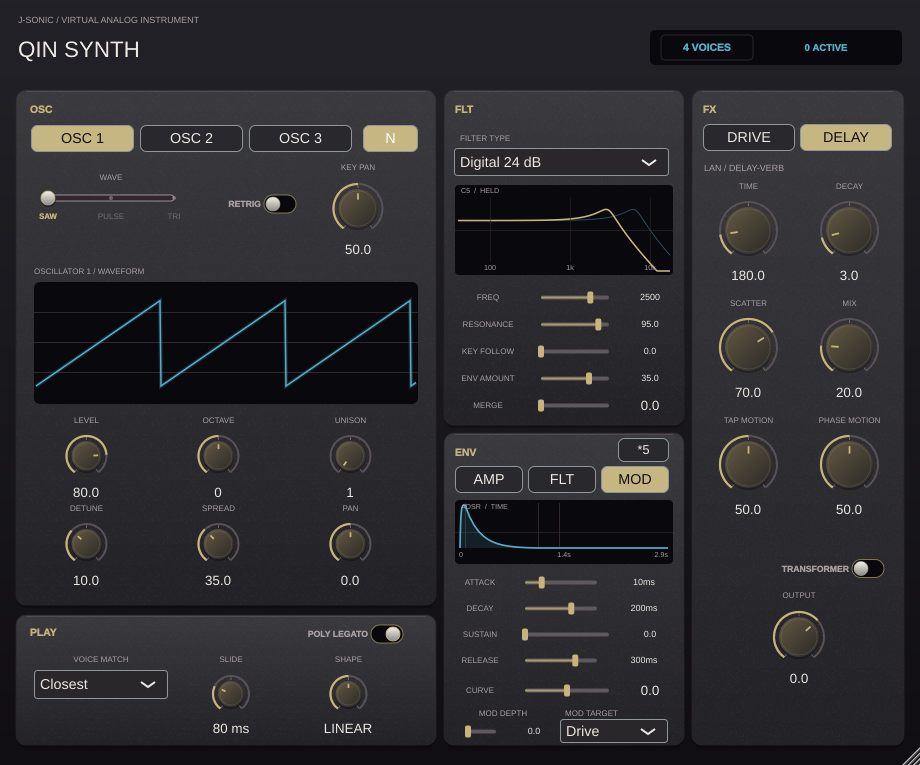 J-SONIC / VIRTUAL ANALOG INSTRUMENT
QIN SYNTH
4 VOICES 0 ACTIVE
OSC
OSC 1 OSC 2 OSC 3 N
WAVE
SAW PULSE TRI
RETRIG
KEY PAN
50.0
OSCILLATOR 1 / WAVEFORM
LEVEL OCTAVE UNISON
80.0 0 1
DETUNE SPREAD PAN
10.0 35.0 0.0
PLAY
POLY LEGATO
VOICE MATCH SLIDE SHAPE
Closest
80 ms LINEAR
FLT
FILTER TYPE
Digital 24 dB
C5 / HELD
100 1k 10k
FREQ 2500
RESONANCE 95.0
KEY FOLLOW 0.0
ENV AMOUNT 35.0
MERGE 0.0
ENV *5
AMP FLT MOD
ADSR / TIME
0 1.4s 2.9s
ATTACK 10ms
DECAY 200ms
SUSTAIN 0.0
RELEASE 300ms
CURVE 0.0
MOD DEPTH MOD TARGET
0.0 Drive
FX
DRIVE DELAY
LAN / DELAY-VERB
TIME DECAY
180.0 3.0
SCATTER MIX
70.0 20.0
TAP MOTION PHASE MOTION
50.0 50.0
TRANSFORMER
OUTPUT
0.0